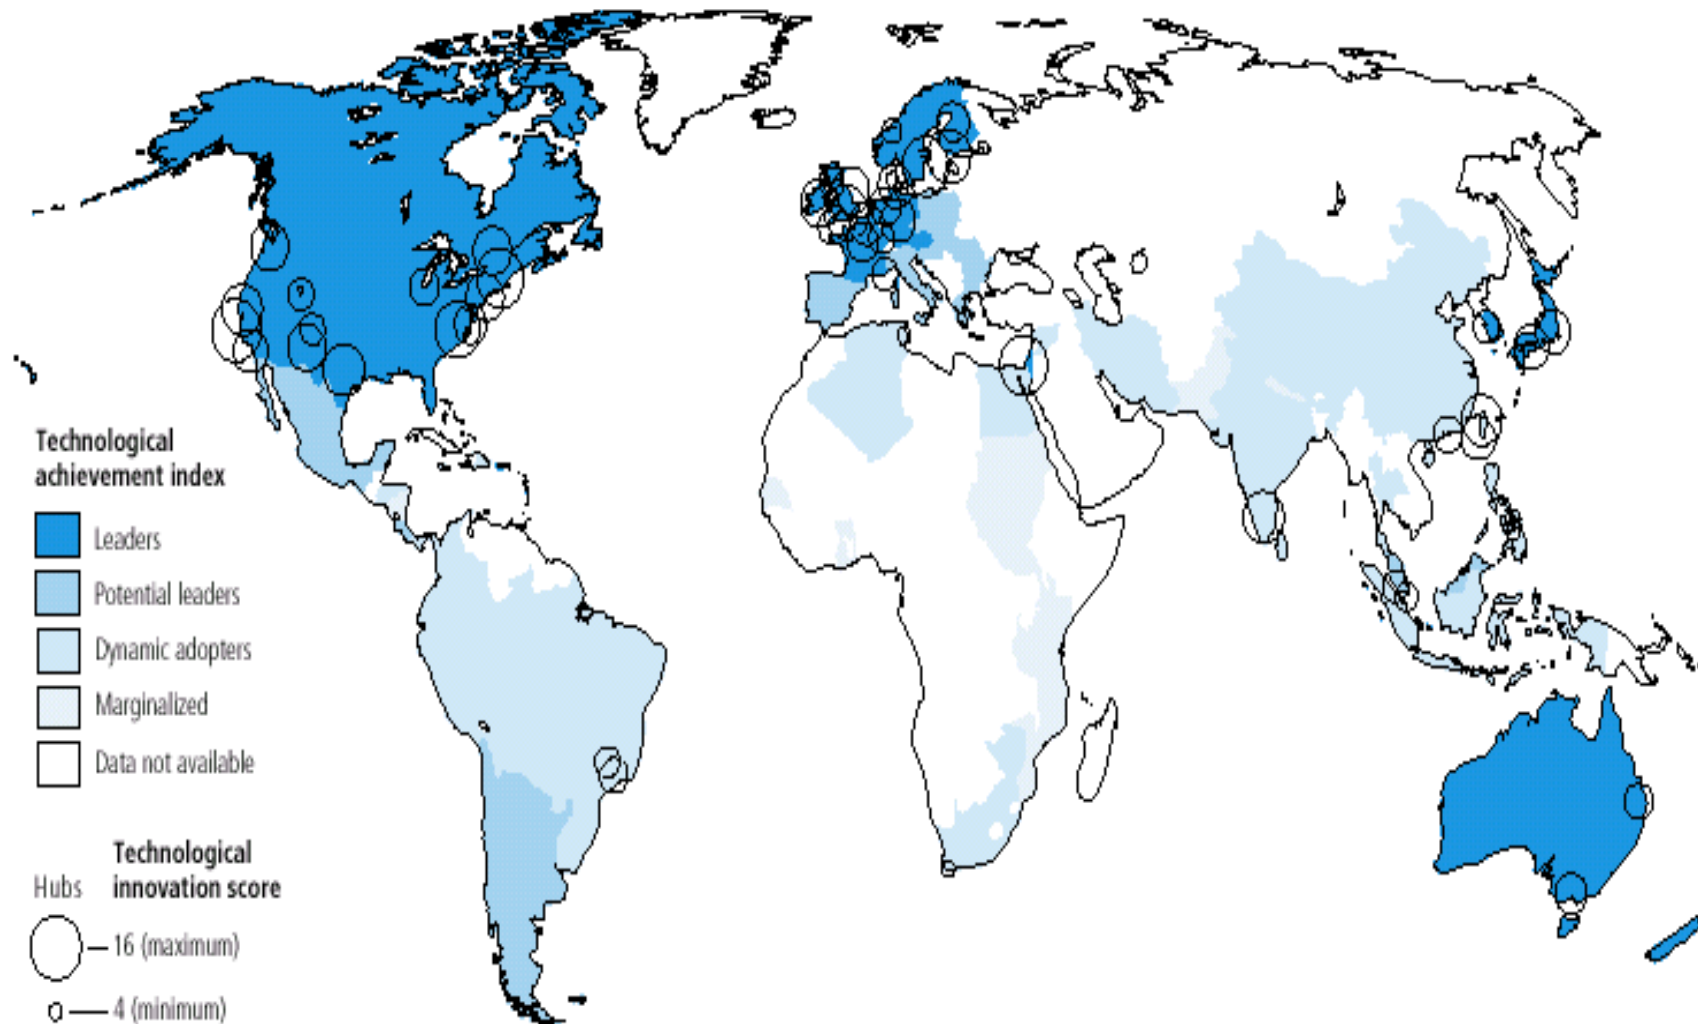 Technological
achievement index
Leaders
Potential leaders
Dynamic adopters
Marginalized
Data not available
Technological
Hubs innovation score
16 (maximum)
4 (minimum)